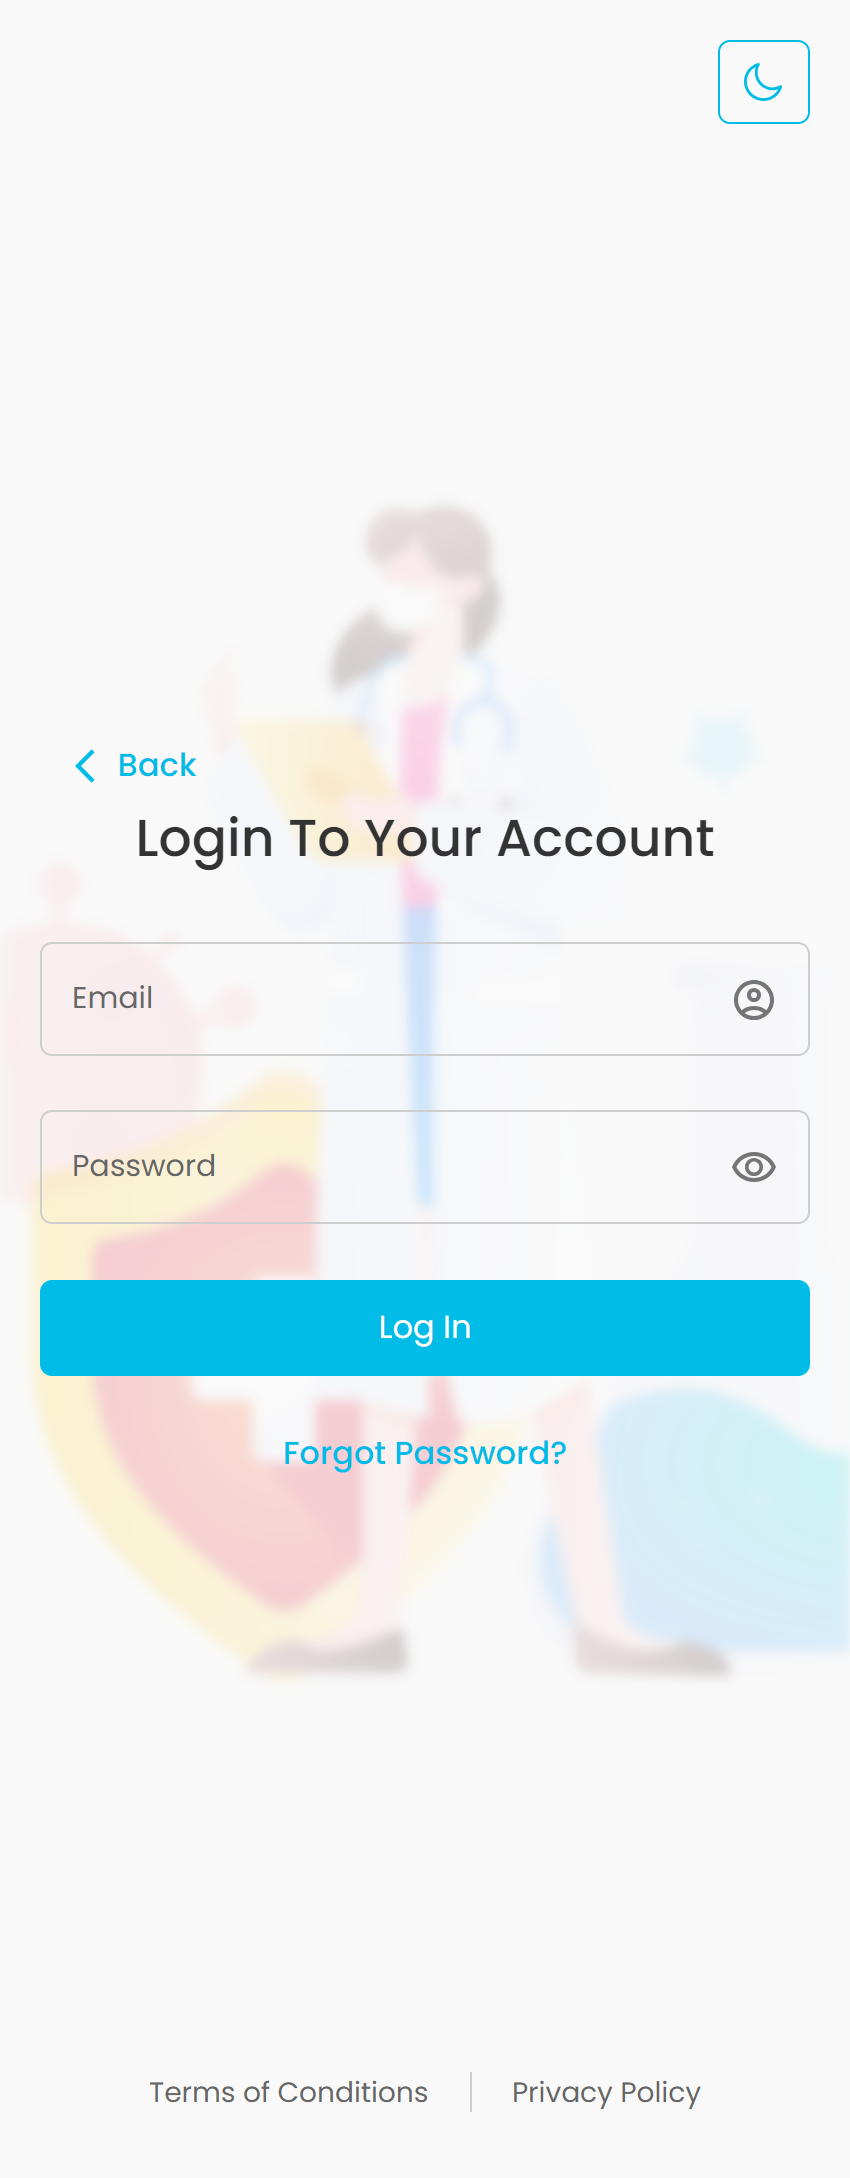 Back
Login To Your Account
Email
Password
Log In
Forgot Password?
Terms of Conditions
Privacy Policy